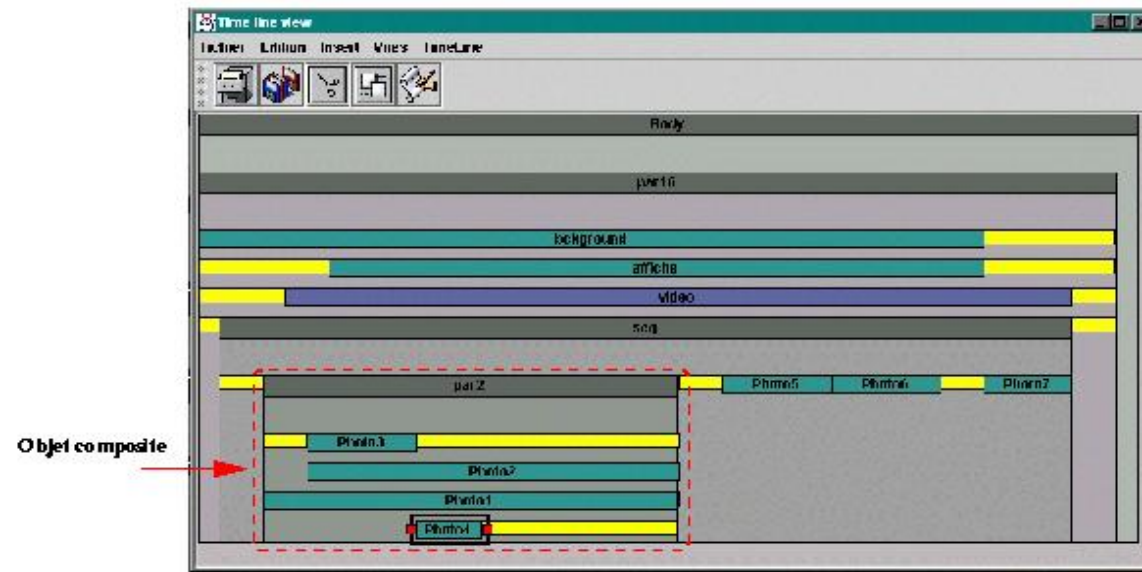 Time line view
Edition Insert Vues TimeLine
Body
par16
background
affiche
video
seq
par2
Photo5 Photo6 Photo7
Photo3
Objet composite
Photo2
Photo1
Photo4